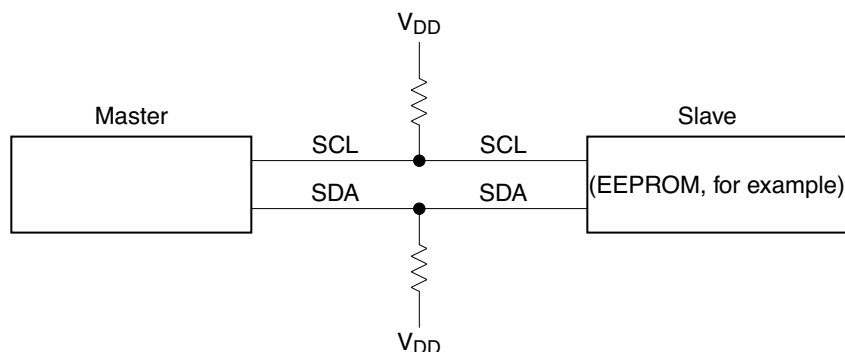 VDD
Master
Slave
SCL
SCL
SDA
SDA
(EEPROM, for example)
VDD